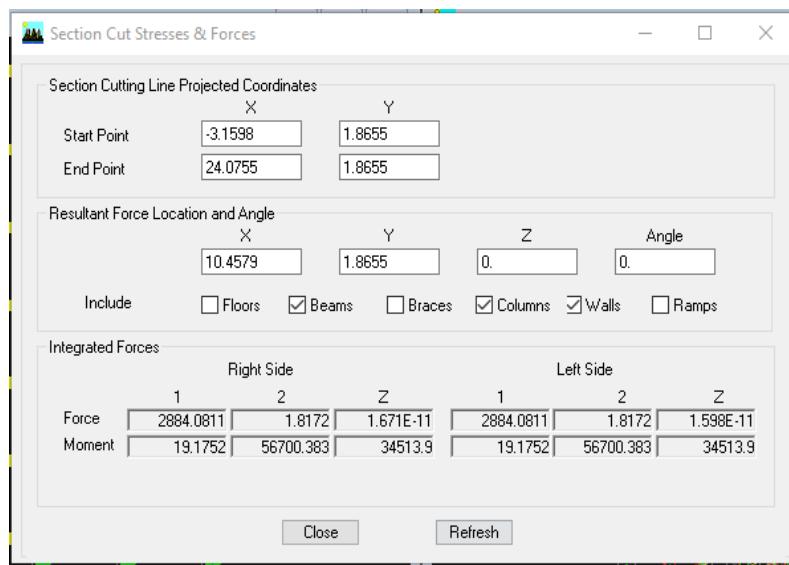 Section Cut Stresses & Forces
Section Cutting Line Projected Coordinates
X Y
Start Point -3.1598 1.8655
End Point 24.0755 1.8655
Resultant Force Location and Angle
X Y Z Angle
10.4579 1.8655 0. 0.
Include Floors Beams Braces Columns Walls Ramps
Integrated Forces
Right Side Left Side
1 2 Z 1 2 Z
Force 2884.0811 1.8172 1.671E-11 2884.0811 1.8172 1.598E-11
Moment 19.1752 56700.383 34513.9 19.1752 56700.383 34513.9
Close Refresh